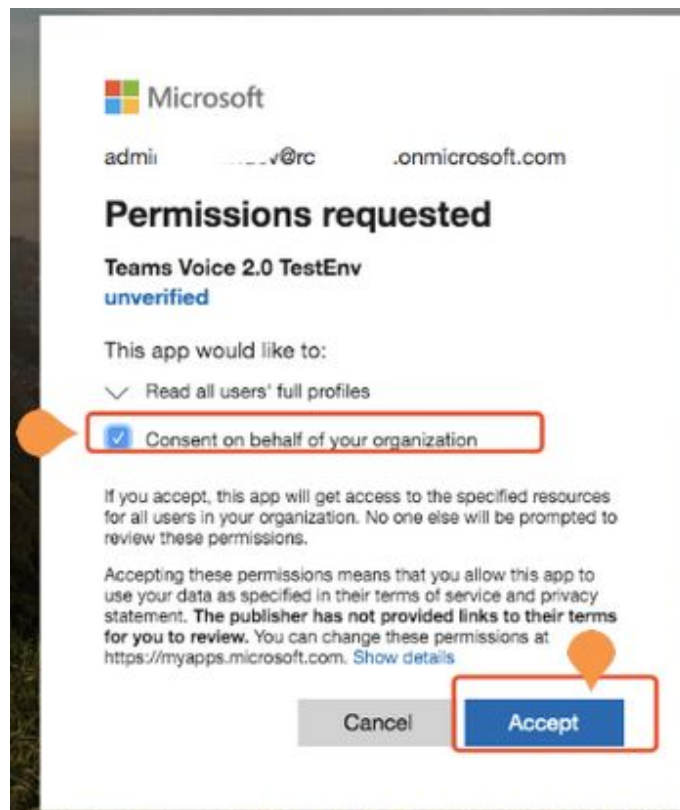 Microsoft
.onmicrosoft.com
Permissions requested
Teams Voice 2.0 TestEnv
unverified
This app would like to:
Read all users' full profiles
Consent on behalf of your organization
If you accept, this app will get access to the specified resources
for all users in your organization. No one else will be prompted to
review these permissions.
Accepting these permissions means that you allow this app to
use your data as specified in their terms of service and privacy
statement. The publisher has not provided links to their terms
for you to review. You can change these permissions at
https://myapps.microsoft.com. Show details
Cancel Accept